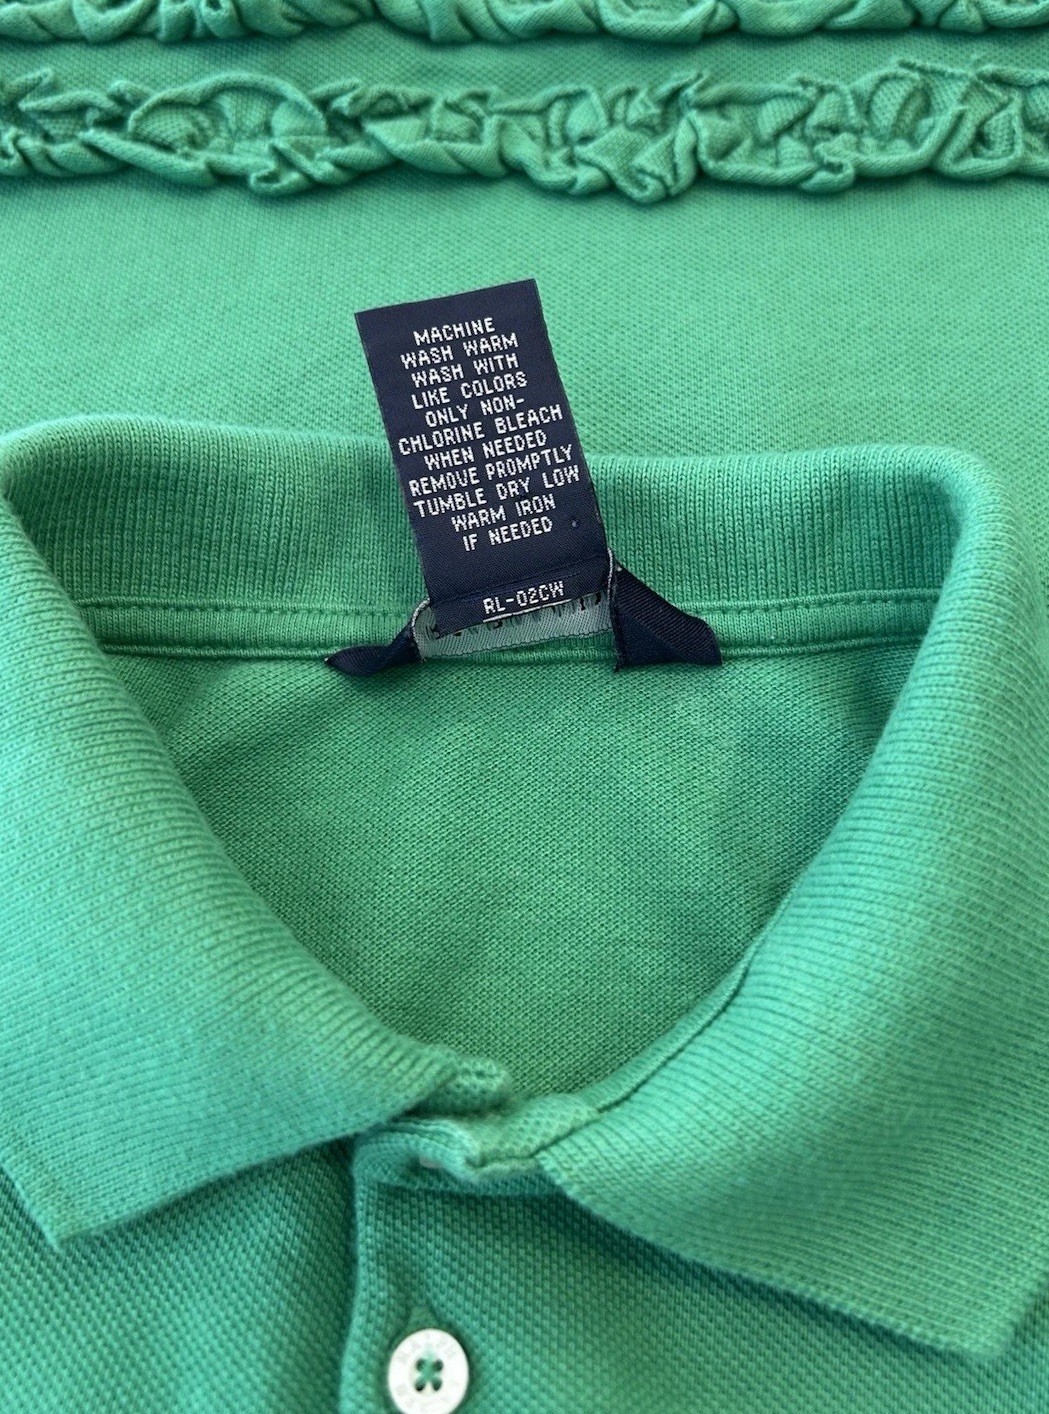 MACHINE
WASH WARM
WASH WITH
LIKE COLORS
ONLY NON-
CHLORINE BLEACH
WHEN NEEDED
REMOVE PROMPTLY
TUMBLE DRY LOW
WARM IRON
IF NEEDED
RL-02CW